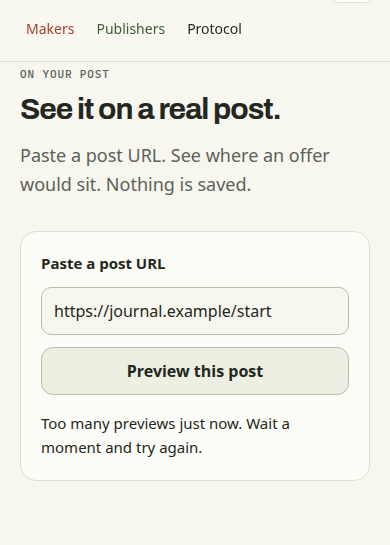 Makers Publishers Protocol
ON YOUR POST
See it on a real post.
Paste a post URL. See where an offer
would sit. Nothing is saved.
Paste a post URL
https://journal.example/start
Preview this post
Too many previews just now. Wait a
moment and try again.